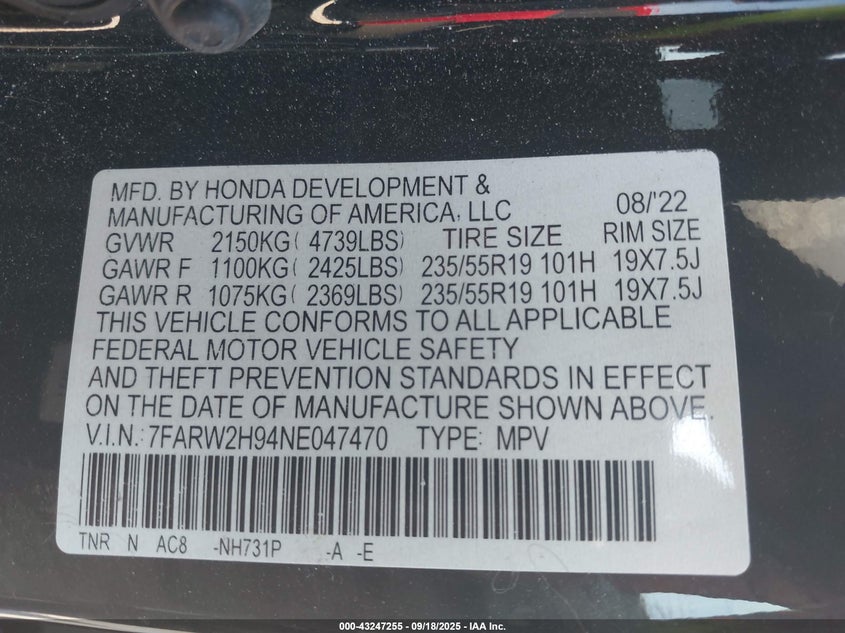 MFD. BY HONDA DEVELOPMENT &
MANUFACTURING OF AMERICA, LLC 08/'22
GVWR 2150KG( 4739LBS) TIRE SIZE RIM SIZE
GAWR F 1100KG( 2425LBS) 235/55R19 101H 19X7.5J
GAWR R 1075KG( 2369LBS) 235/55R19 101H 19X7.5J
THIS VEHICLE CONFORMS TO ALL APPLICABLE
FEDERAL MOTOR VEHICLE SAFETY
AND THEFT PREVENTION STANDARDS IN EFFECT
ON THE DATE OF MANUFACTURE SHOWN ABOVE.
V.I.N.: 7FARW2H94NE047470 TYPE: MPV
TNR N AC8 -NH731P -A -E
000-43247255 - 09/18/2025 - IAA Inc.